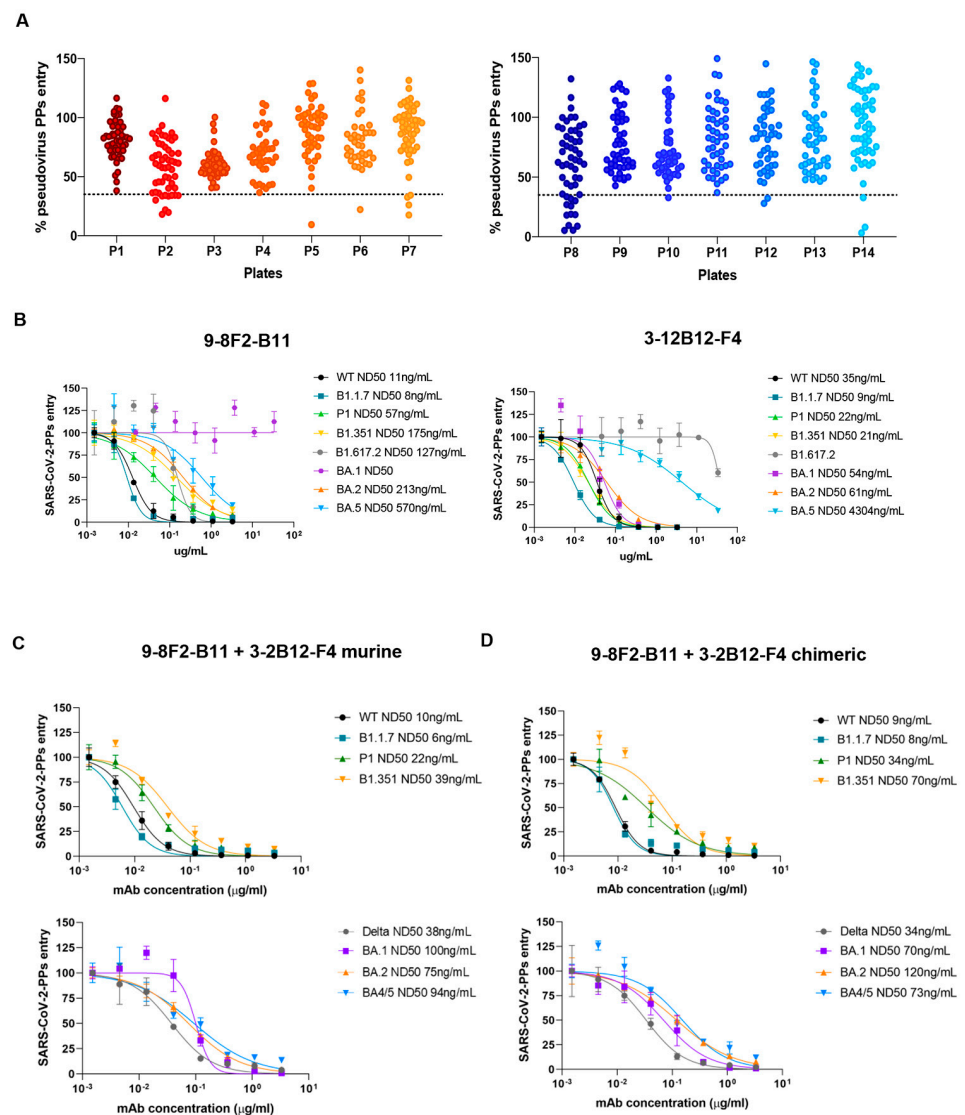 A
% pseudovirus PPs entry
150
100
50
0
P1 P2 P3 P4 P5 P6 P7
Plates
% pseudovirus PPs entry
150
100
50
0
P8 P9 P10 P11 P12 P13 P14
Plates
B
9-8F2-B11
SARS-CoV-2-PPs entry
150
125
100
75
50
25
0
10-3 10-2 10-1 100 101 102
ug/mL
WT ND50 11ng/mL
B1.1.7 ND50 8ng/mL
P1 ND50 57ng/mL
B1.351 ND50 175ng/mL
B1.617.2 ND50 127ng/mL
BA.1 ND50
BA.2 ND50 213ng/mL
BA.5 ND50 570ng/mL
3-12B12-F4
SARS-CoV-2-PPs entry
150
125
100
75
50
25
0
10-3 10-2 10-1 100 101 102
ug/mL
WT ND50 35ng/mL
B1.1.7 ND50 9ng/mL
P1 ND50 22ng/mL
B1.351 ND50 21ng/mL
B1.617.2
BA.1 ND50 54ng/mL
BA.2 ND50 61ng/mL
BA.5 ND50 4304ng/mL
C
9-8F2-B11 + 3-2B12-F4 murine
SARS-CoV-2-PPs entry
150
125
100
75
50
25
0
10-3 10-2 10-1 100 101
mAb concentration (μg/ml)
WT ND50 10ng/mL
B1.1.7 ND50 6ng/mL
P1 ND50 22ng/mL
B1.351 ND50 39ng/mL
SARS-CoV-2-PPs entry
150
125
100
75
50
25
0
10-3 10-2 10-1 100 101
mAb concentration (μg/ml)
Delta ND50 38ng/mL
BA.1 ND50 100ng/mL
BA.2 ND50 75ng/mL
BA4/5 ND50 94ng/mL
D
9-8F2-B11 + 3-2B12-F4 chimeric
SARS-CoV-2-PPs entry
150
125
100
75
50
25
0
10-3 10-2 10-1 100 101
mAb concentration (μg/ml)
WT ND50 9ng/mL
B1.1.7 ND50 8ng/mL
P1 ND50 34ng/mL
B1.351 ND50 70ng/mL
SARS-CoV-2-PPs entry
150
125
100
75
50
25
0
10-3 10-2 10-1 100 101
mAb concentration (μg/ml)
Delta ND50 34ng/mL
BA.1 ND50 70ng/mL
BA.2 ND50 120ng/mL
BA4/5 ND50 73ng/mL